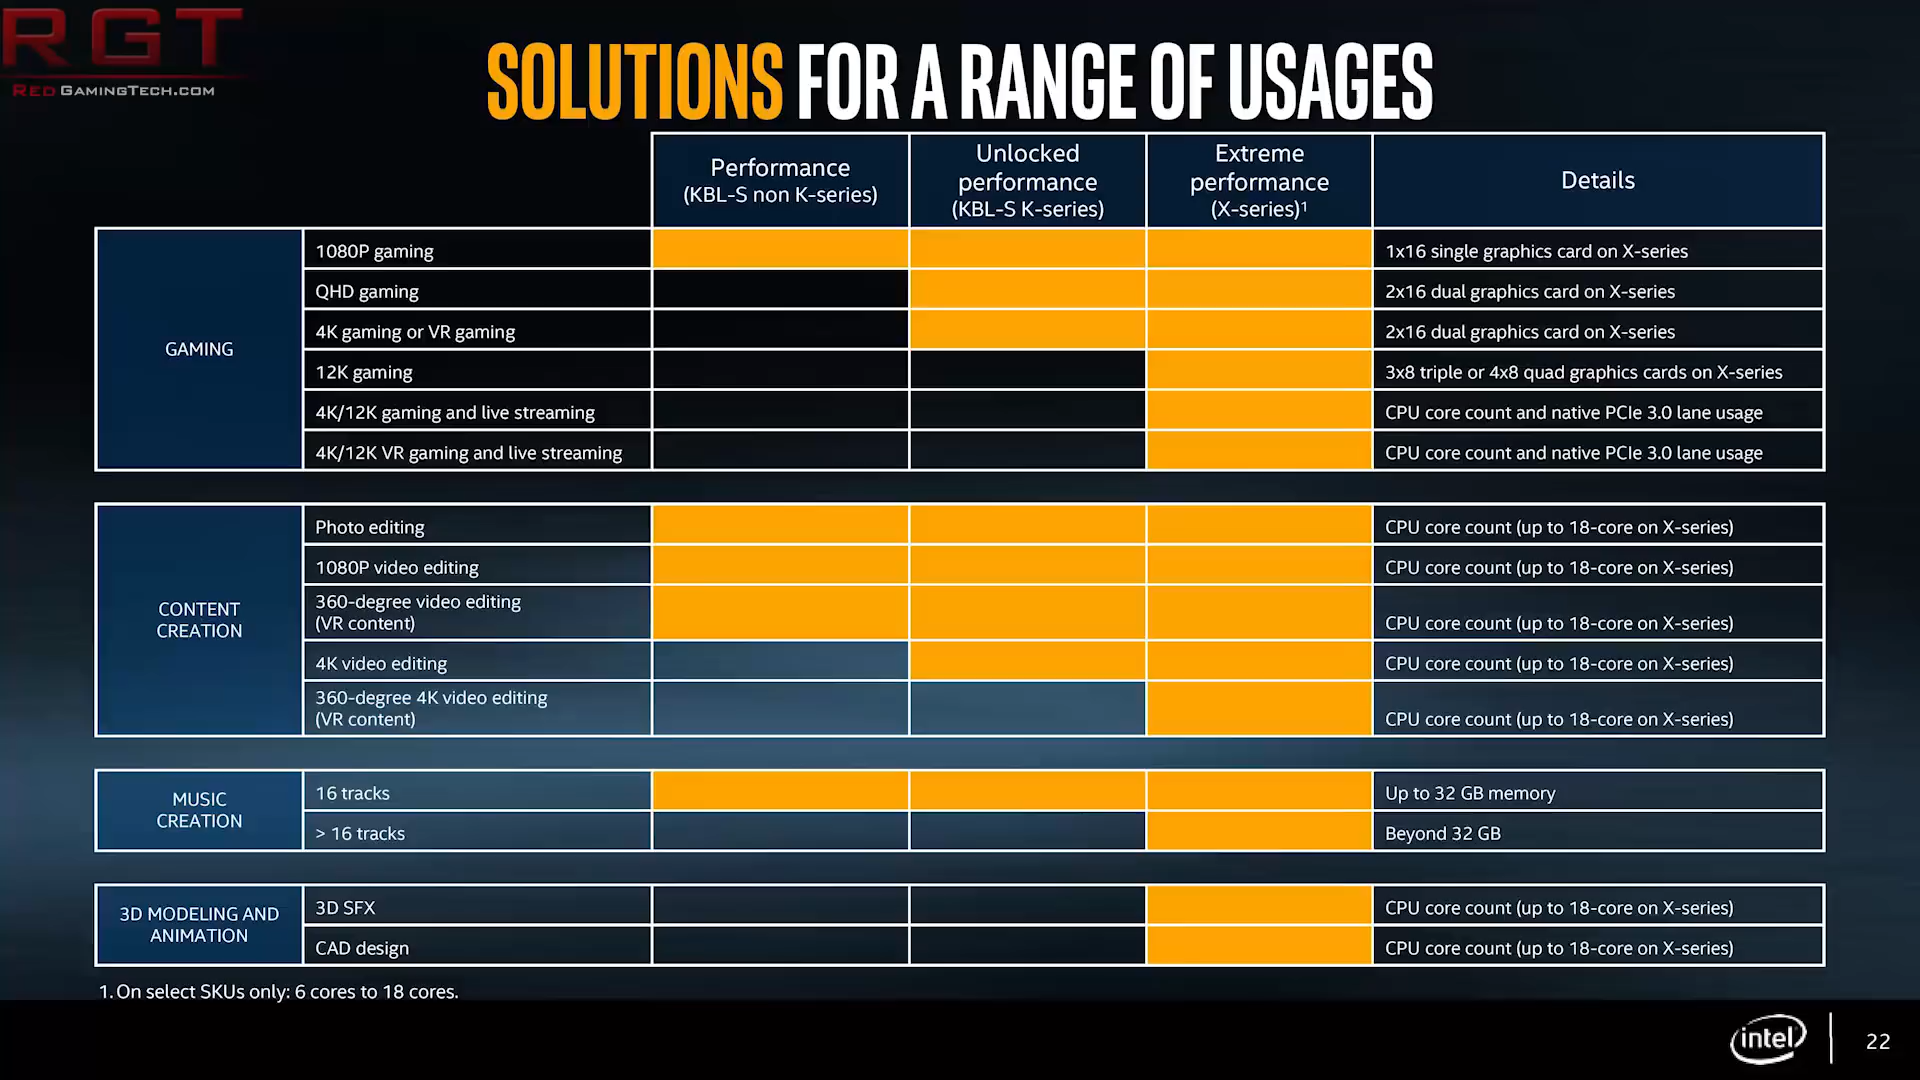 RGT
REDGAMINGTECH.COM
SOLUTIONS FOR A RANGE OF USAGES
Performance
(KBL-S non K-series)
Unlocked
performance
(KBL-S K-series)
Extreme
performance
(X-series)¹
Details
GAMING
1080P gaming
1x16 single graphics card on X-series
QHD gaming
2x16 dual graphics card on X-series
4K gaming or VR gaming
2x16 dual graphics card on X-series
12K gaming
3x8 triple or 4x8 quad graphics cards on X-series
4K/12K gaming and live streaming
CPU core count and native PCIe 3.0 lane usage
4K/12K VR gaming and live streaming
CPU core count and native PCIe 3.0 lane usage
CONTENT
CREATION
Photo editing
CPU core count (up to 18-core on X-series)
1080P video editing
CPU core count (up to 18-core on X-series)
360-degree video editing
(VR content)
CPU core count (up to 18-core on X-series)
4K video editing
CPU core count (up to 18-core on X-series)
360-degree 4K video editing
(VR content)
CPU core count (up to 18-core on X-series)
MUSIC
CREATION
16 tracks
Up to 32 GB memory
> 16 tracks
Beyond 32 GB
3D MODELING AND
ANIMATION
3D SFX
CPU core count (up to 18-core on X-series)
CAD design
CPU core count (up to 18-core on X-series)
1. On select SKUs only: 6 cores to 18 cores.
intel
22